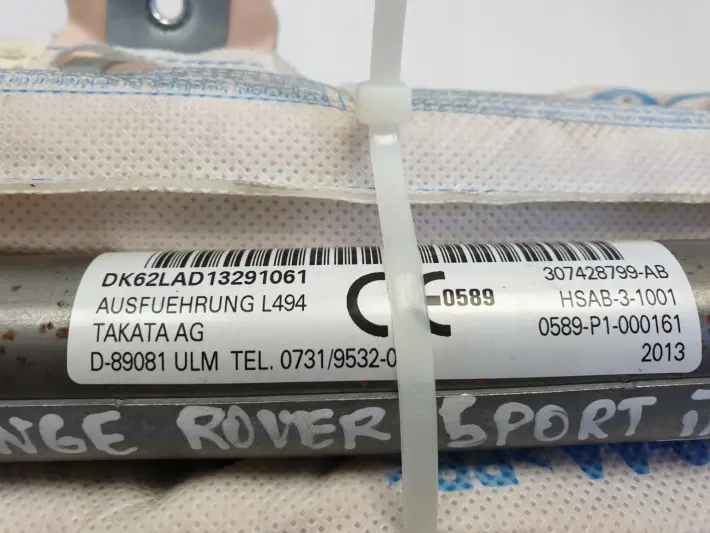 DK62LAD13291061
AUSFUEHRUNG L494
TAKATA AG
D-89081 ULM TEL. 0731/9532-0
CE 0589
307428799-AB
HSAB-3-1001
0589-P1-000161
2013
NGE ROVER SPORT